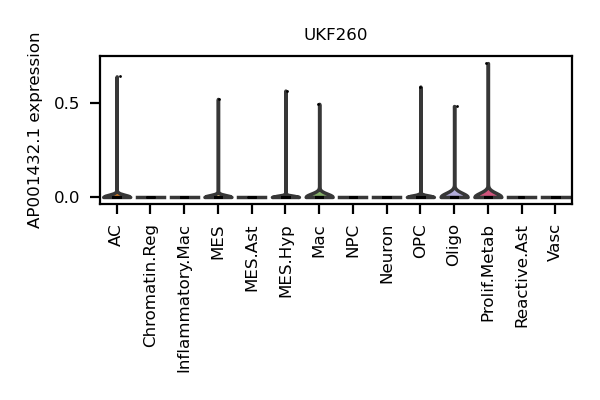 UKF260
AP001432.1 expression
0.5
0.0
AC
Chromatin.Reg
Inflammatory.Mac
MES
MES.Ast
MES.Hyp
Mac
NPC
Neuron
OPC
Oligo
Prolif.Metab
Reactive.Ast
Vasc